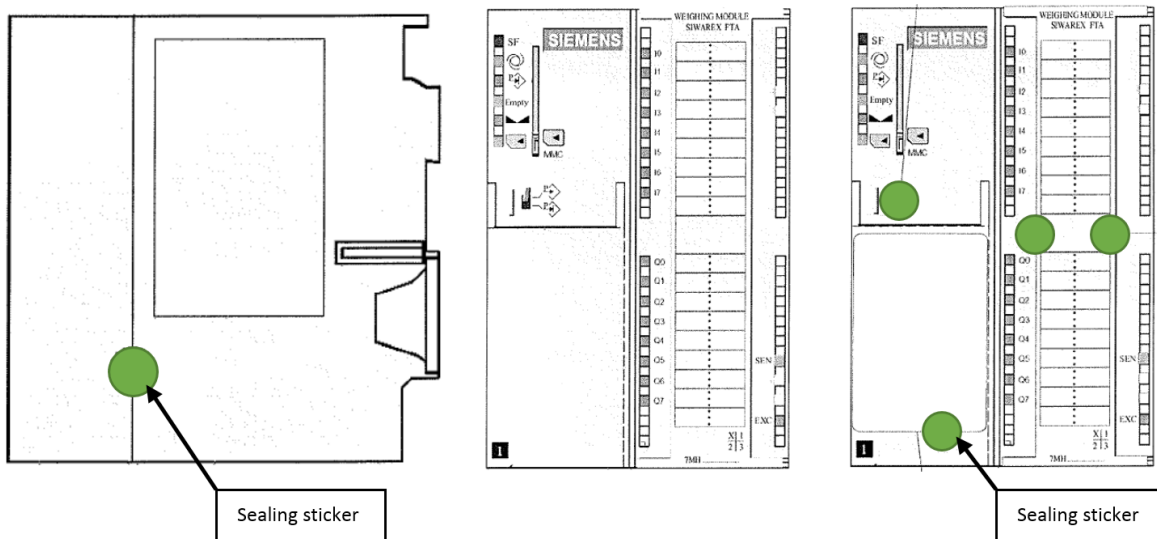 Sealing sticker
WEIGHING MODULE
SIWAREX FTA
SIEMENS
SF
P
Empty
MMC
P
P
I0
I1
I2
I3
I4
I5
I6
I7
Q0
Q1
Q2
Q3
Q4
Q5
Q6
Q7
SEN
EXC
X 1
2 3
1
7MH
WEIGHING MODULE
SIWAREX FTA
SIEMENS
SF
P
Empty
MMC
I0
I1
I2
I3
I4
I5
I6
I7
Q0
Q1
Q2
Q3
Q4
Q5
Q6
Q7
SEN
EXC
X 1
2 3
1
7MH
Sealing sticker